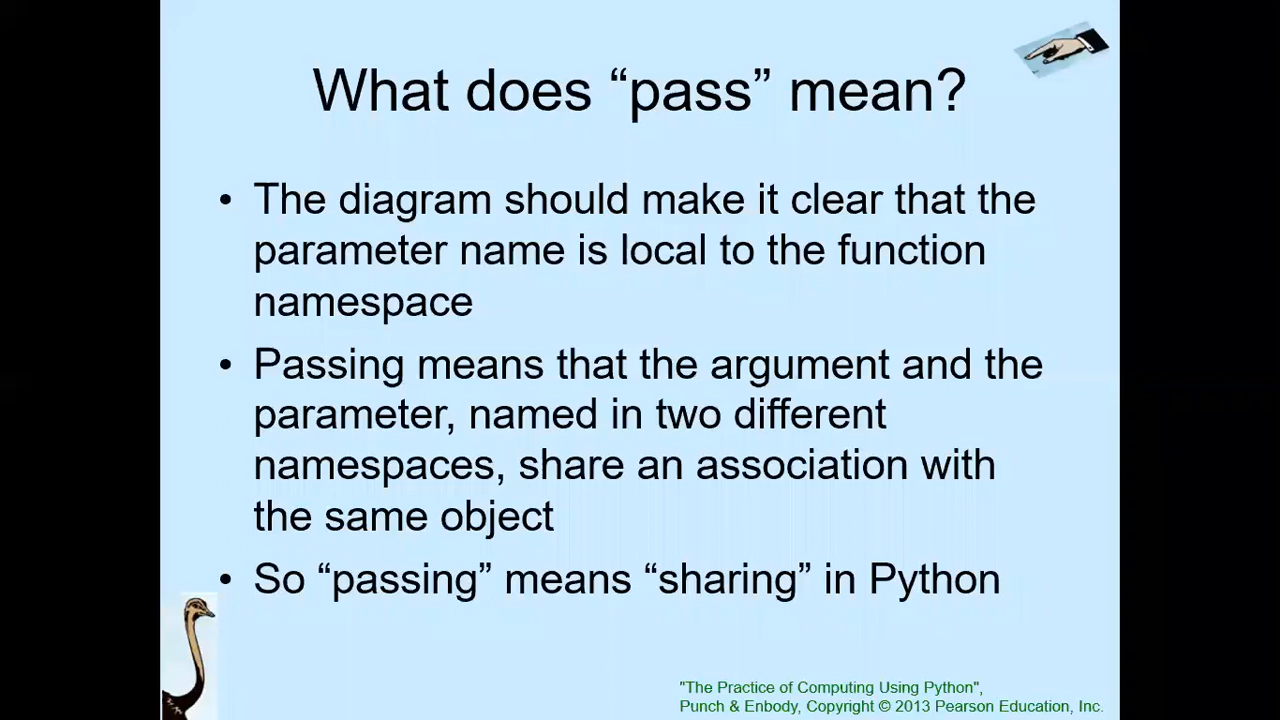 What does “pass” mean?
• The diagram should make it clear that the
parameter name is local to the function
namespace
• Passing means that the argument and the
parameter, named in two different
namespaces, share an association with
the same object
• So “passing” means “sharing” in Python
"The Practice of Computing Using Python",
Punch & Enbody, Copyright © 2013 Pearson Education, Inc.